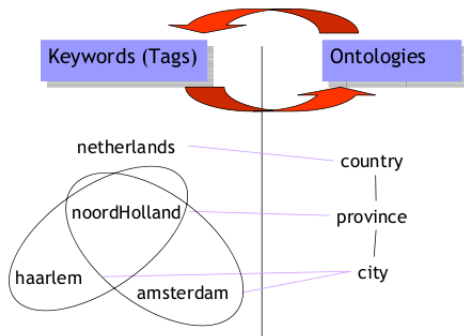 Keywords (Tags)
Ontologies
netherlands
country
noordHolland
province
haarlem
amsterdam
city